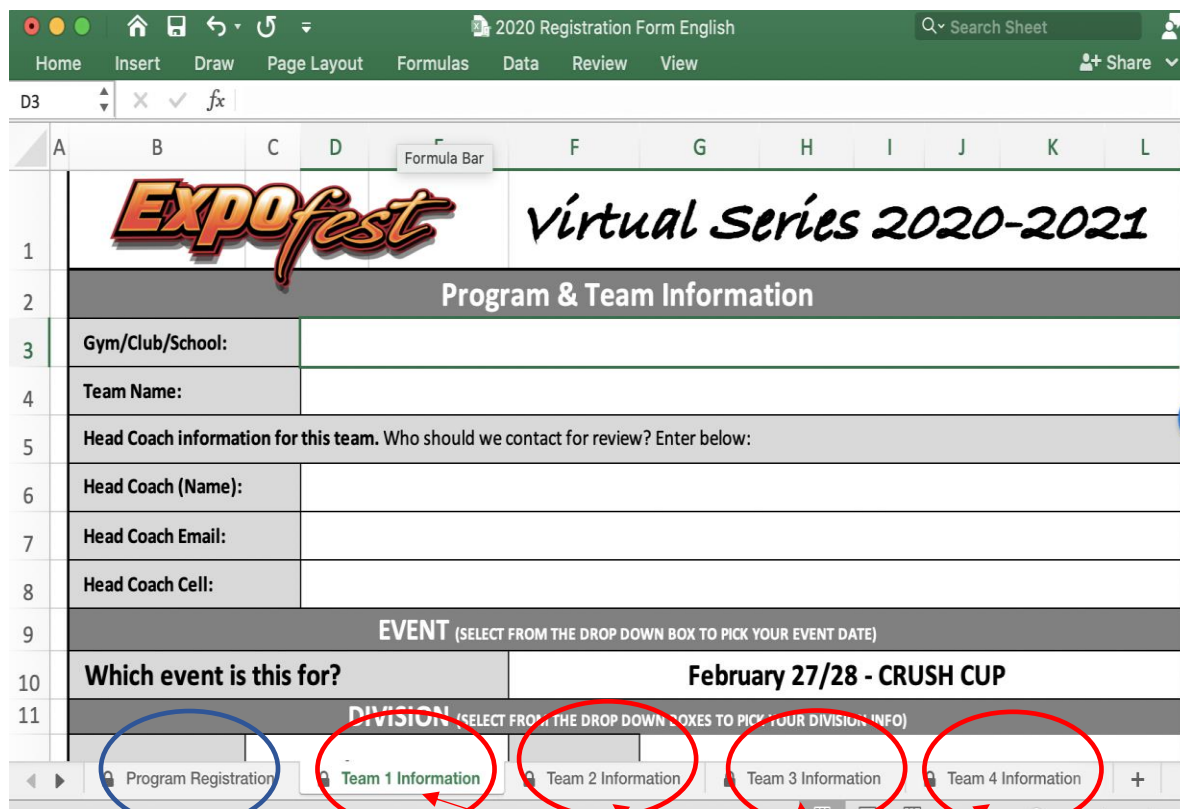 2020 Registration Form English
Search Sheet
Home Insert Draw Page Layout Formulas Data Review View Share
D3 fx
A B C D F G H I J K L
Formula Bar
1 EXPOfest Virtual Series 2020-2021
2 Program & Team Information
3 Gym/Club/School:
4 Team Name:
5 Head Coach information for this team. Who should we contact for review? Enter below:
6 Head Coach (Name):
7 Head Coach Email:
8 Head Coach Cell:
9 EVENT (SELECT FROM THE DROP DOWN BOX TO PICK YOUR EVENT DATE)
10 Which event is this for? February 27/28 - CRUSH CUP
11 DIVISION (SELECT FROM THE DROP DOWN BOXES TO PICK YOUR DIVISION INFO)
Program Registration Team 1 Information Team 2 Information Team 3 Information Team 4 Information +